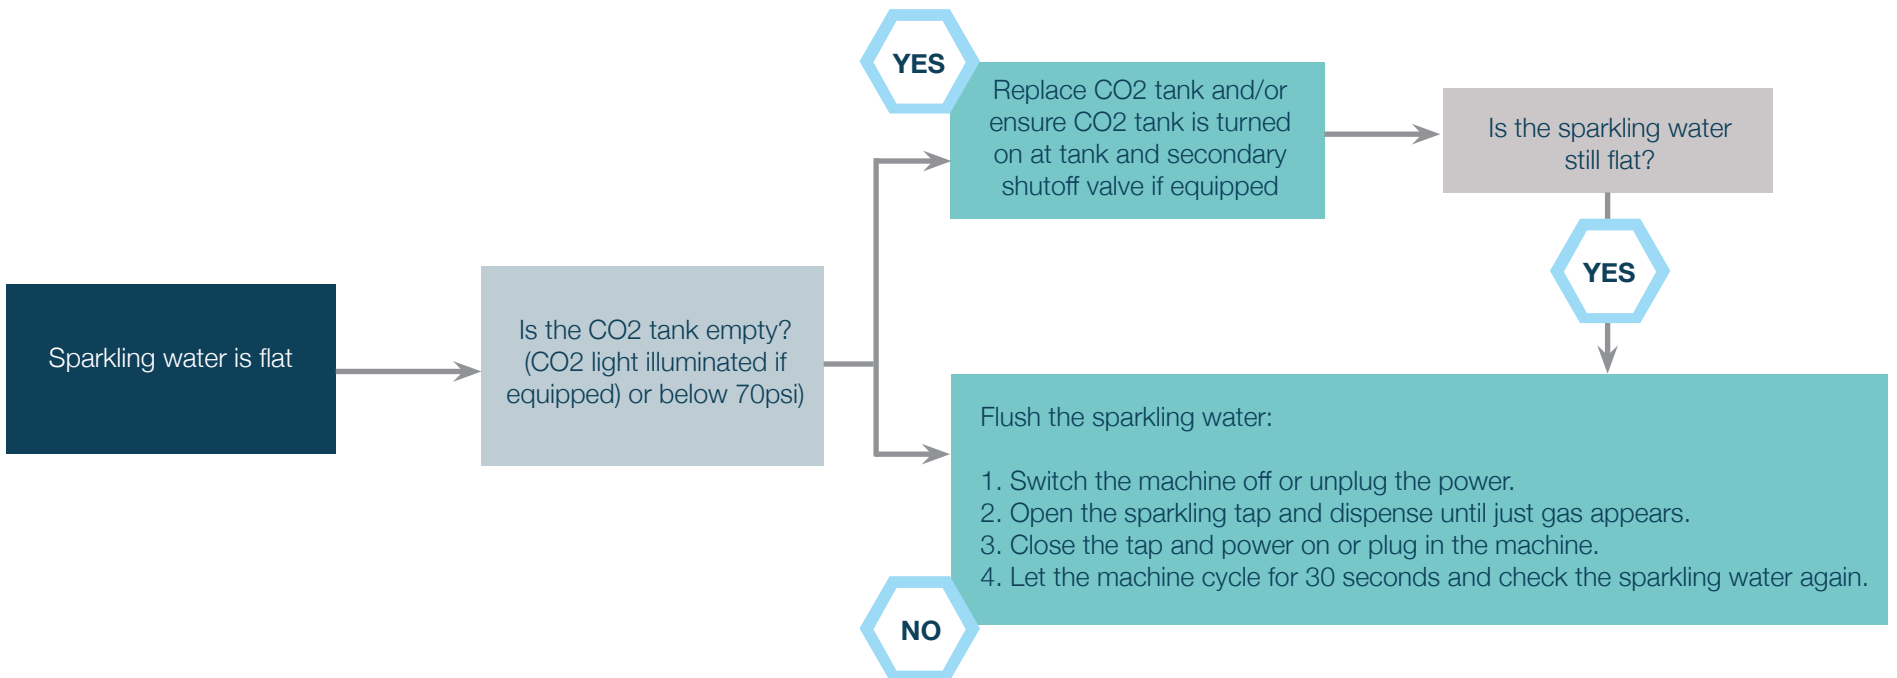 Sparkling water is flat
Is the CO2 tank empty?
(CO2 light illuminated if
equipped) or below 70psi)
YES
Replace CO2 tank and/or
ensure CO2 tank is turned
on at tank and secondary
shutoff valve if equipped
Is the sparkling water
still flat?
YES
NO
Flush the sparkling water:
1. Switch the machine off or unplug the power.
2. Open the sparkling tap and dispense until just gas appears.
3. Close the tap and power on or plug in the machine.
4. Let the machine cycle for 30 seconds and check the sparkling water again.